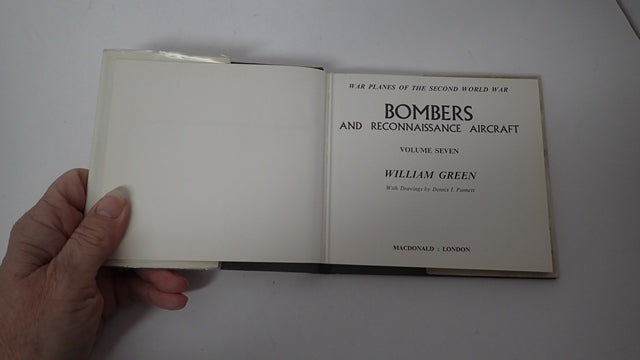 WAR PLANES OF THE SECOND WORLD WAR
BOMBERS
AND RECONNAISSANCE AIRCRAFT
VOLUME SEVEN
WILLIAM GREEN
With Drawings by Dennis I. Punnett
MACDONALD : LONDON